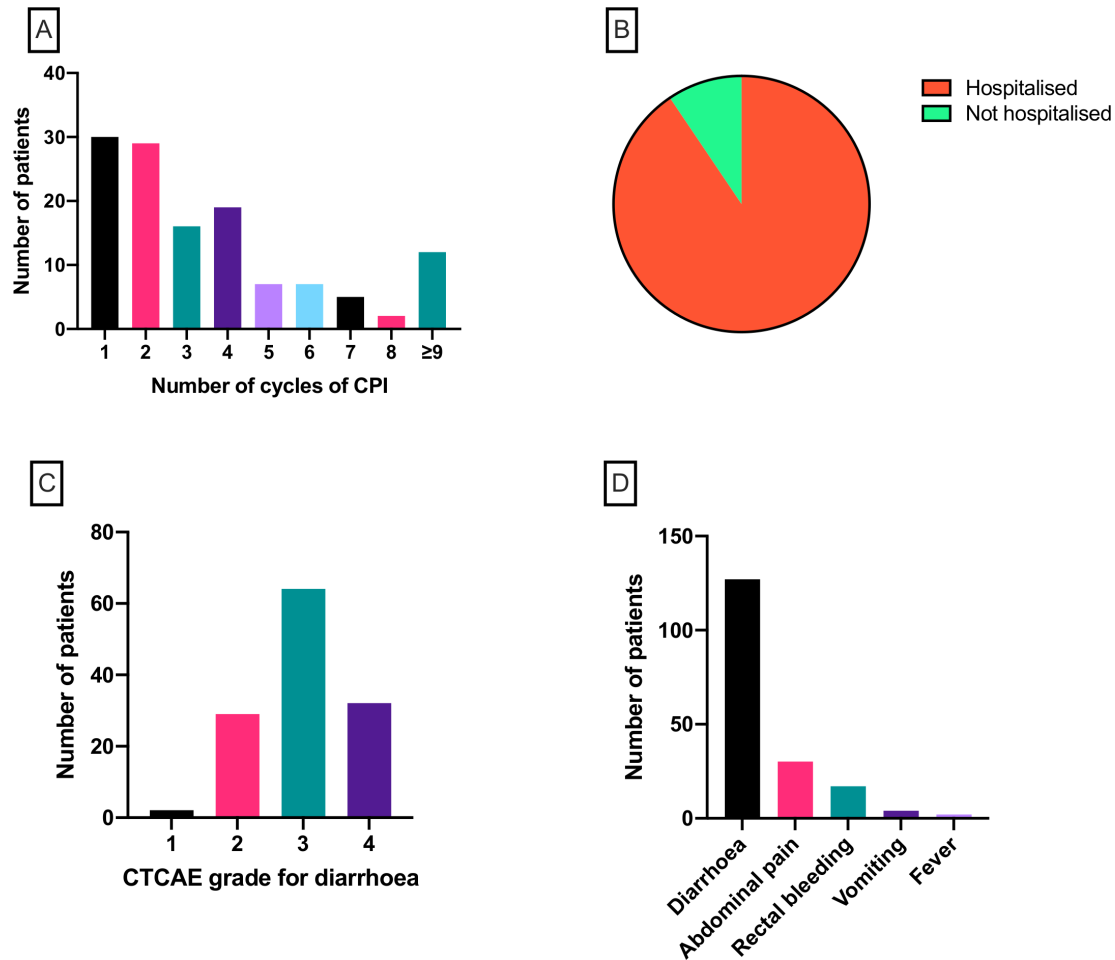 A
Number of patients
40
30
20
10
0
1 2 3 4 5 6 7 8 ≥9
Number of cycles of CPI
B
Hospitalised
Not hospitalised
C
Number of patients
80
60
40
20
0
1 2 3 4
CTCAE grade for diarrhoea
D
Number of patients
150
100
50
0
Diarrhoea
Abdominal pain
Rectal bleeding
Vomiting
Fever